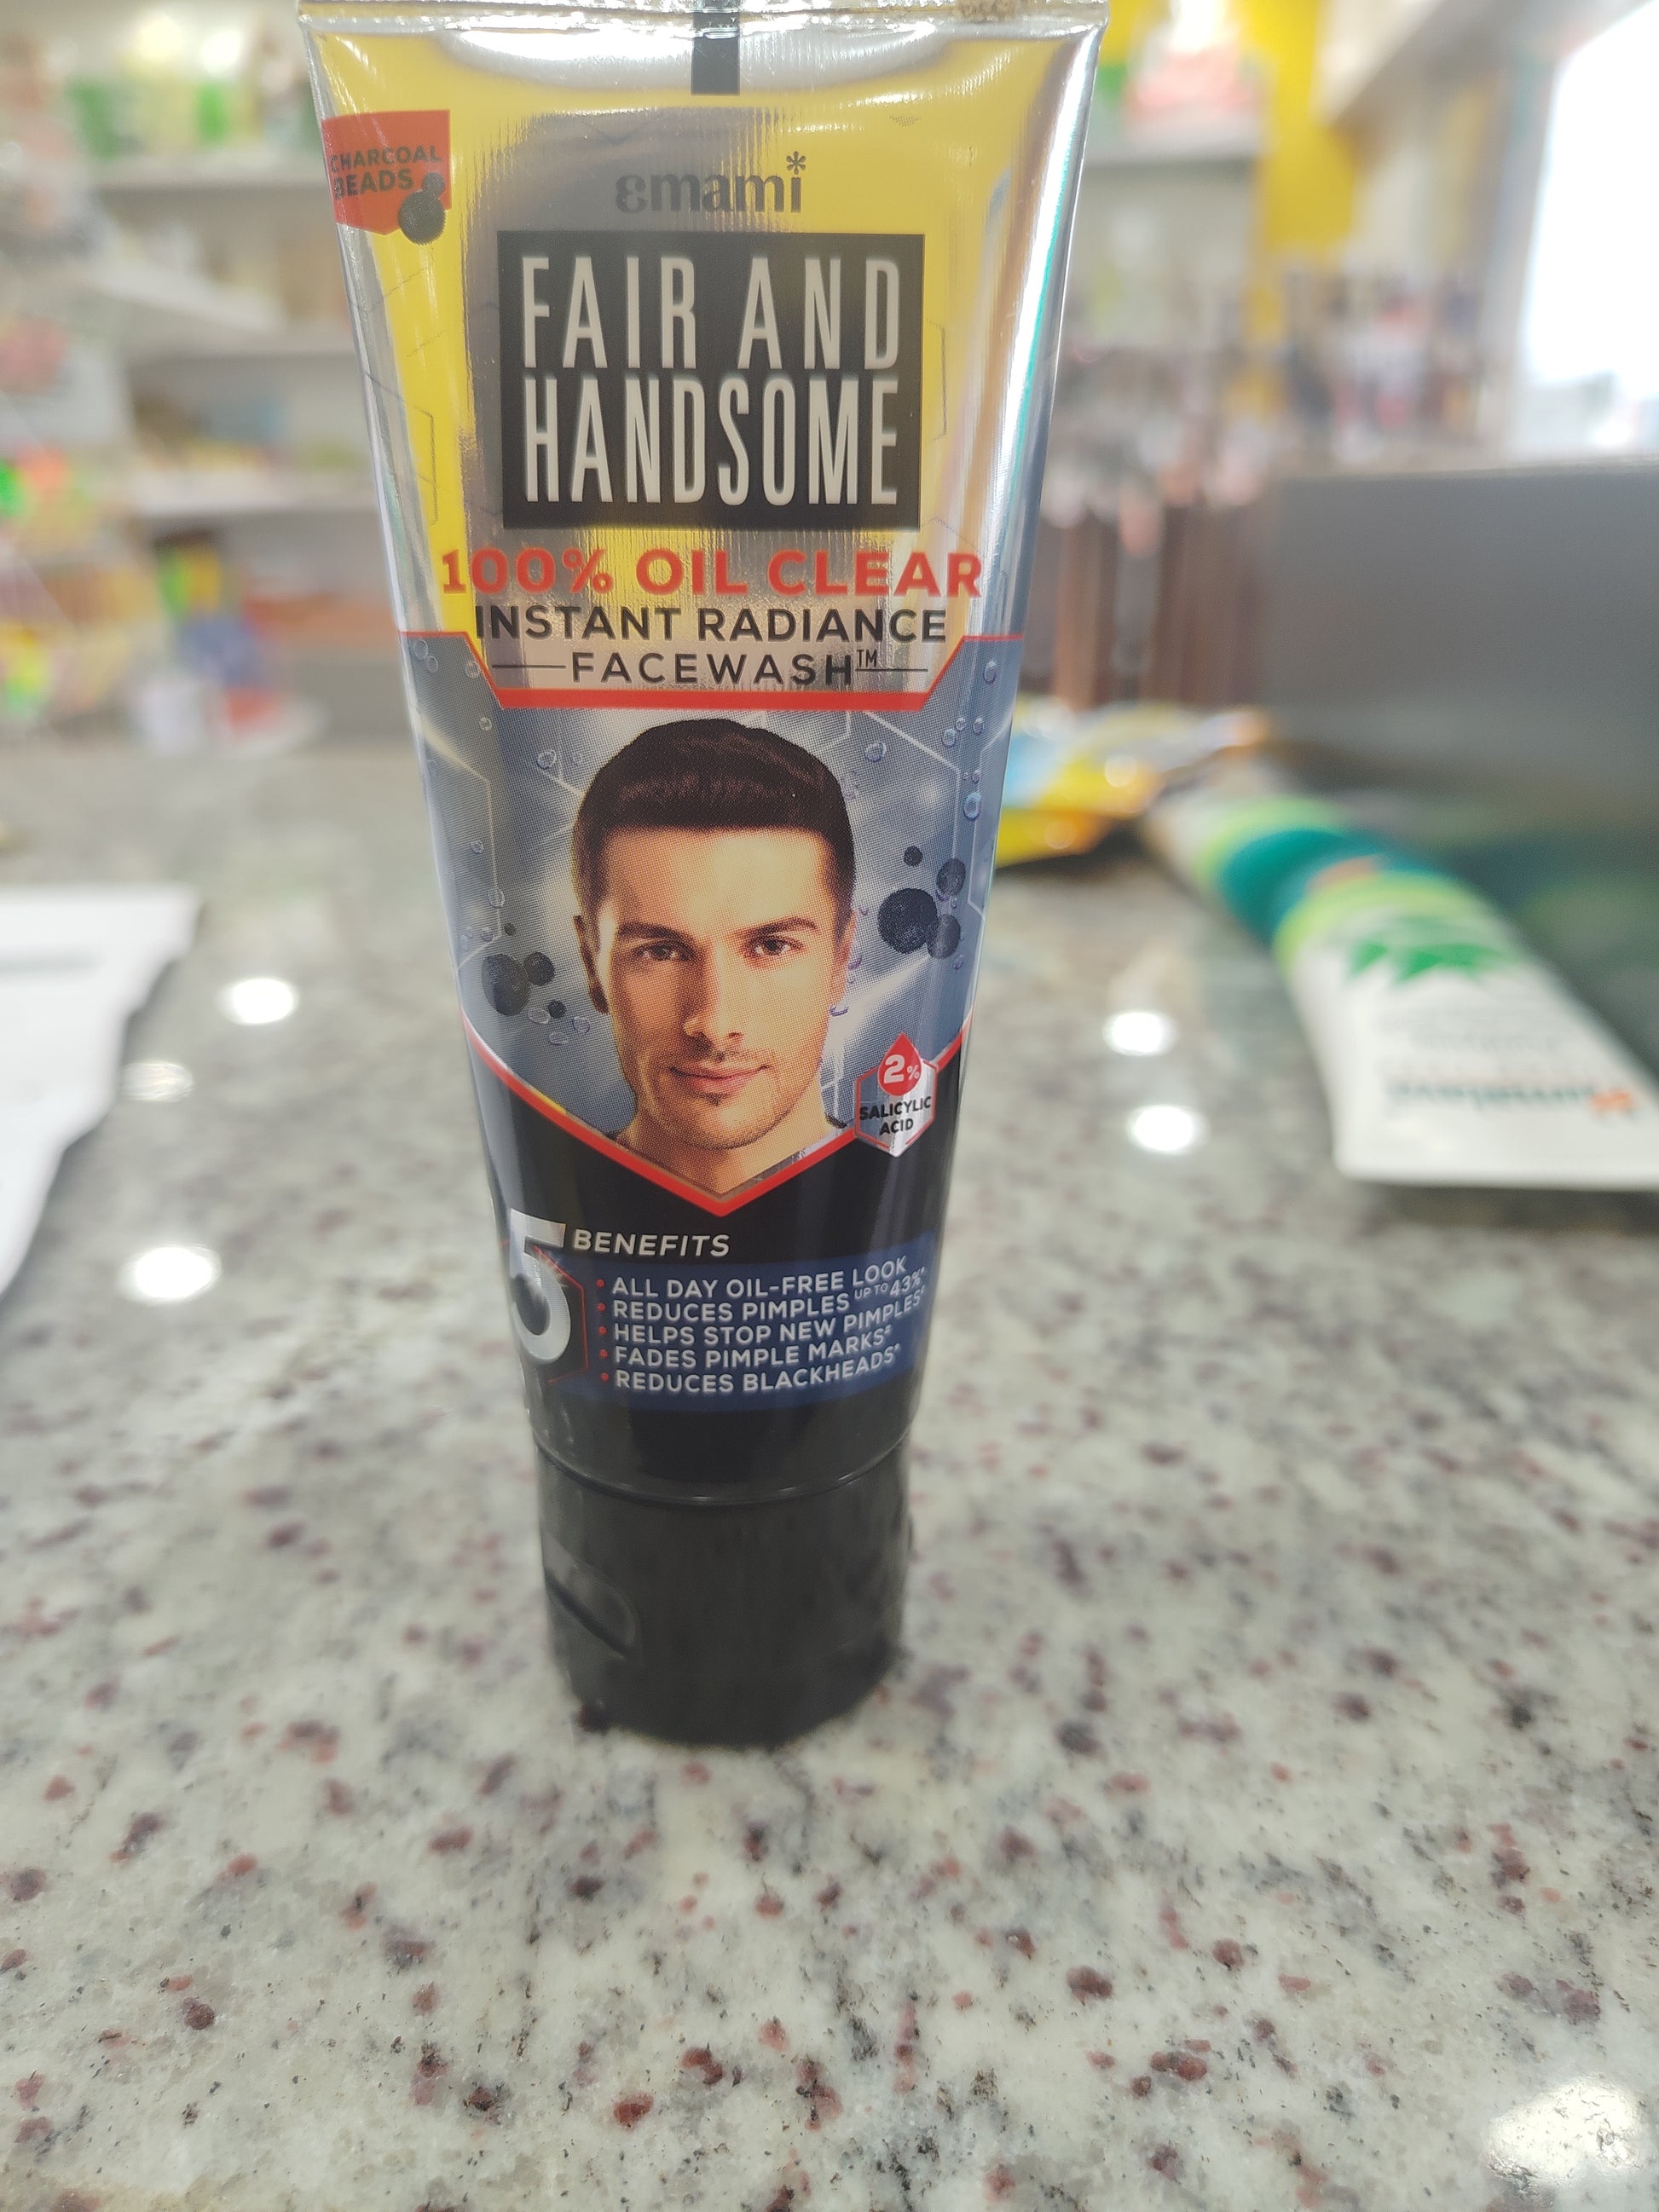 CHARCOAL
BEADS
emami*
FAIR AND
HANDSOME
100% OIL CLEAR
INSTANT RADIANCE
FACEWASH™
2%
SALICYLIC
ACID
5 BENEFITS
• ALL DAY OIL-FREE LOOK
• REDUCES PIMPLES UP TO 43%
• HELPS STOP NEW PIMPLES
• FADES PIMPLE MARKS
• REDUCES BLACKHEADS